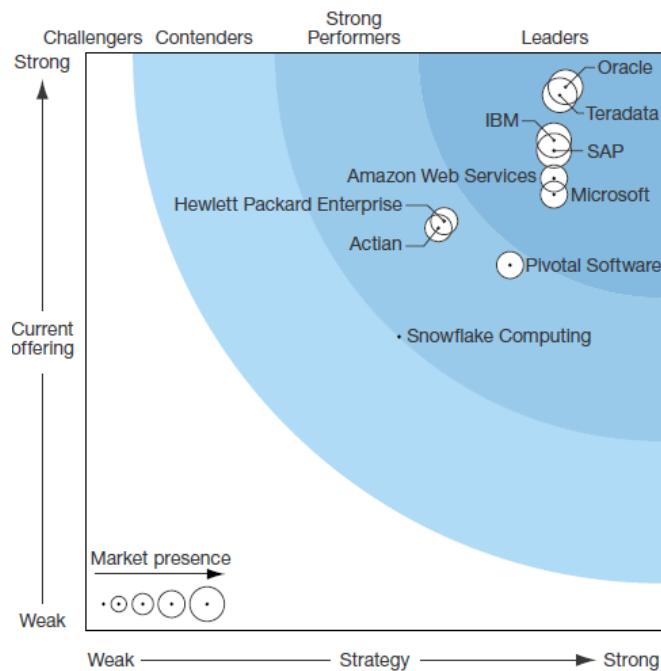 Strong
Challengers Contenders Performers Leaders
Strong
Oracle
Teradata
IBM
SAP
Amazon Web Services
Microsoft
Hewlett Packard Enterprise
Actian
Pivotal Software
Current
offering
Snowflake Computing
Market presence
Weak
Weak Strategy Strong